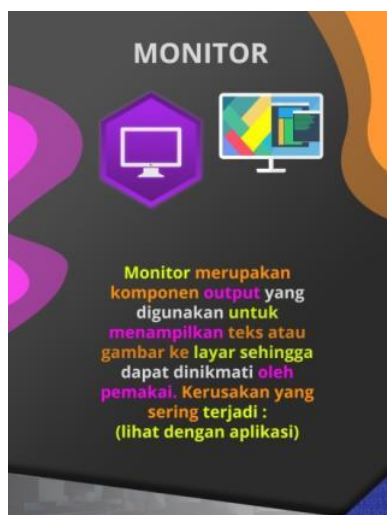 MONITOR
Monitor merupakan
komponen output yang
digunakan untuk
menampilkan teks atau
gambar ke layar sehingga
dapat dinikmati oleh
pemakai. Kerusakan yang
sering terjadi :
(lihat dengan aplikasi)